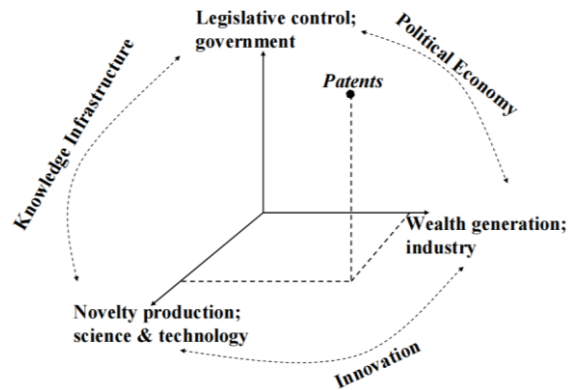 Legislative control;
government
Patents
Political Economy
Knowledge Infrastructure
Wealth generation;
industry
Novelty production;
science & technology
Innovation